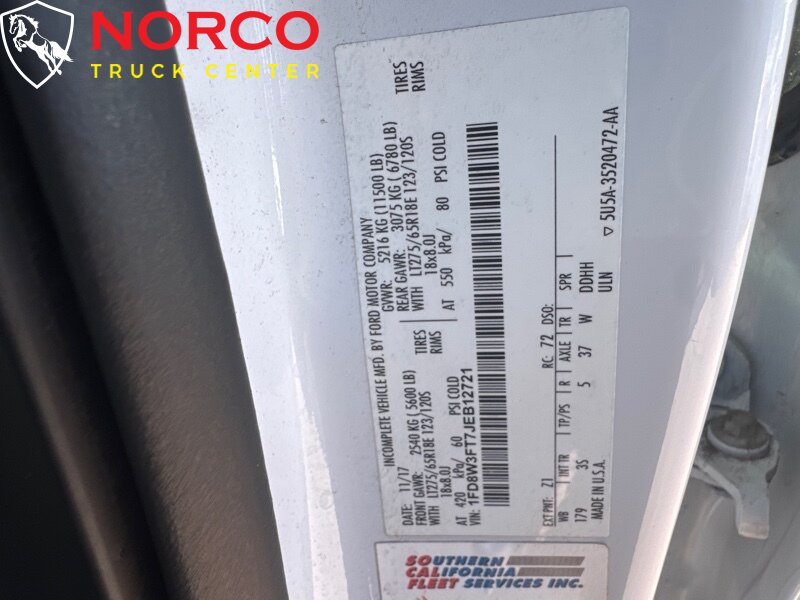 NORCO
TRUCK CENTER
INCOMPLETE VEHICLE MFD. BY FORD MOTOR COMPANY
DATE: 11/17 GVWR: 5216 KG (11500 LB)
FRONT GAWR: 2540 KG (5600 LB) REAR GAWR: 3075 KG (6780 LB)
WITH LT275/65R18E 123/120S TIRES WITH LT275/65R18E 123/120S TIRES
18x8.0J RIMS 18x8.0J RIMS
AT 420 kPa/ 60 PSI COLD AT 550 kPa/ 80 PSI COLD
VIN: 1FD8W3FT7JEB12721
EXT PNT: Z1 RC: 72 DSO:
WB INT TR TP/PS R AXLE TR SPR
179 35 5 37 W DDHH
MADE IN U.S.A. ULN
▽ 5U5A-3520472-AA
SOUTHERN
CALIFORNIA
FLEET SERVICES INC.